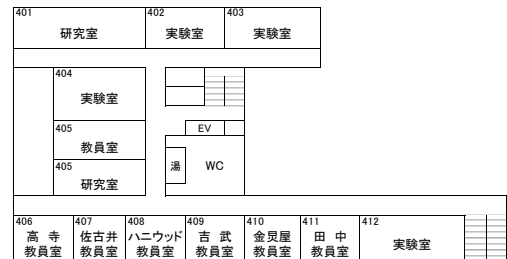 401
研究室
402
実験室
403
実験室
404
実験室
405
教員室
405
研究室
EV
湯
WC
406
高 寺
教員室
407
佐古井
教員室
408
ハニウッド
教員室
409
吉 武
教員室
410
金炅屋
教員室
411
田 中
教員室
412
実験室